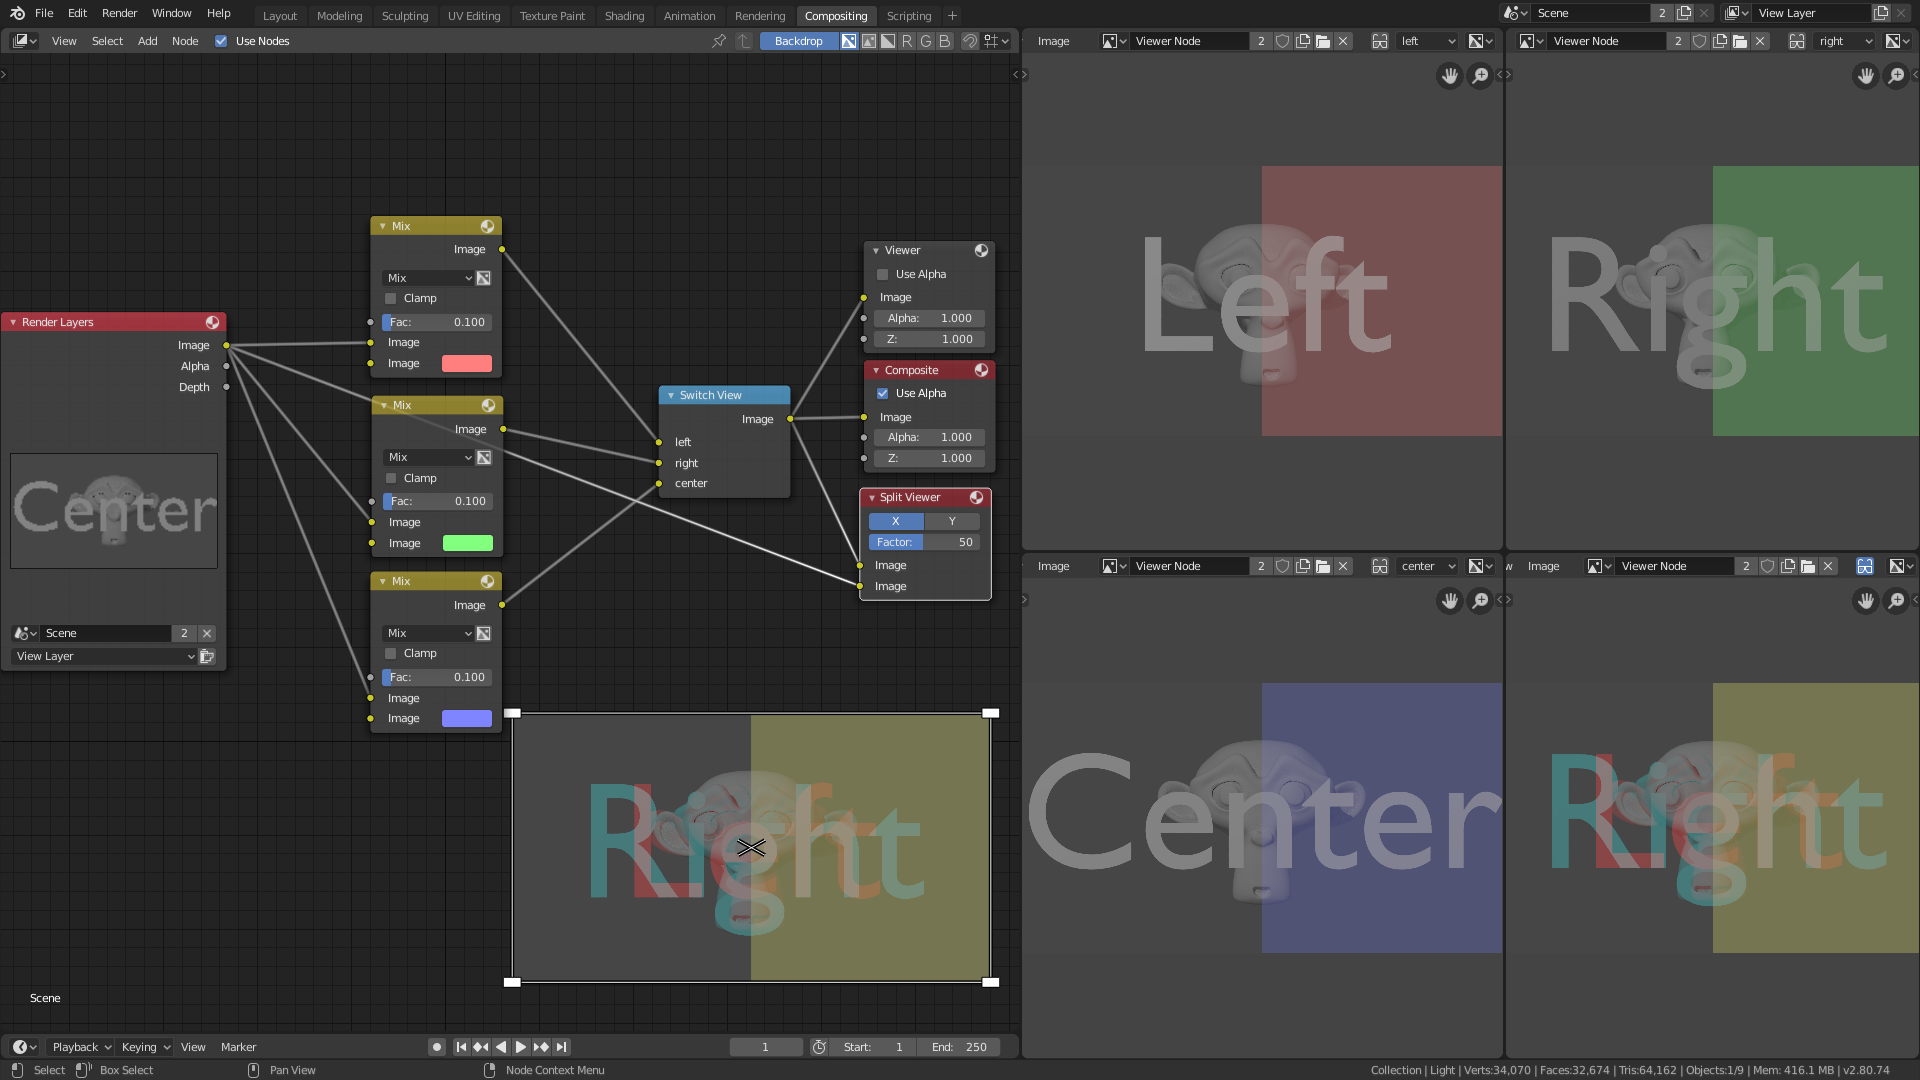 File Edit Render Window Help Layout Modeling Sculpting UV Editing Texture Paint Shading Animation Rendering Compositing Scripting + Scene 2 View Layer
View Select Add Node Use Nodes Backdrop R G B Image Viewer Node 2 left Viewer Node 2 right
Mix
Image
Mix
Clamp
Fac: 0.100
Image
Image
Render Layers
Image
Alpha
Depth
Center
Scene 2
View Layer
Mix
Image
Mix
Clamp
Fac: 0.100
Image
Image
Mix
Image
Mix
Clamp
Fac: 0.100
Image
Image
Switch View
Image
left
right
center
Viewer
Use Alpha
Image
Alpha: 1.000
Z: 1.000
Composite
Use Alpha
Image
Alpha: 1.000
Z: 1.000
Split Viewer
X Y
Factor: 50
Image
Image
Left
Right
Image Viewer Node 2 center w Image Viewer Node 2
Center
Right
Left
Right
Left
Scene
Playback Keying View Marker 1 Start: 1 End: 250
Select Box Select Pan View Node Context Menu Collection | Light | Verts:34,070 | Faces:32,674 | Tris:64,162 | Objects:1/9 | Mem: 416.1 MB | v2.80.74